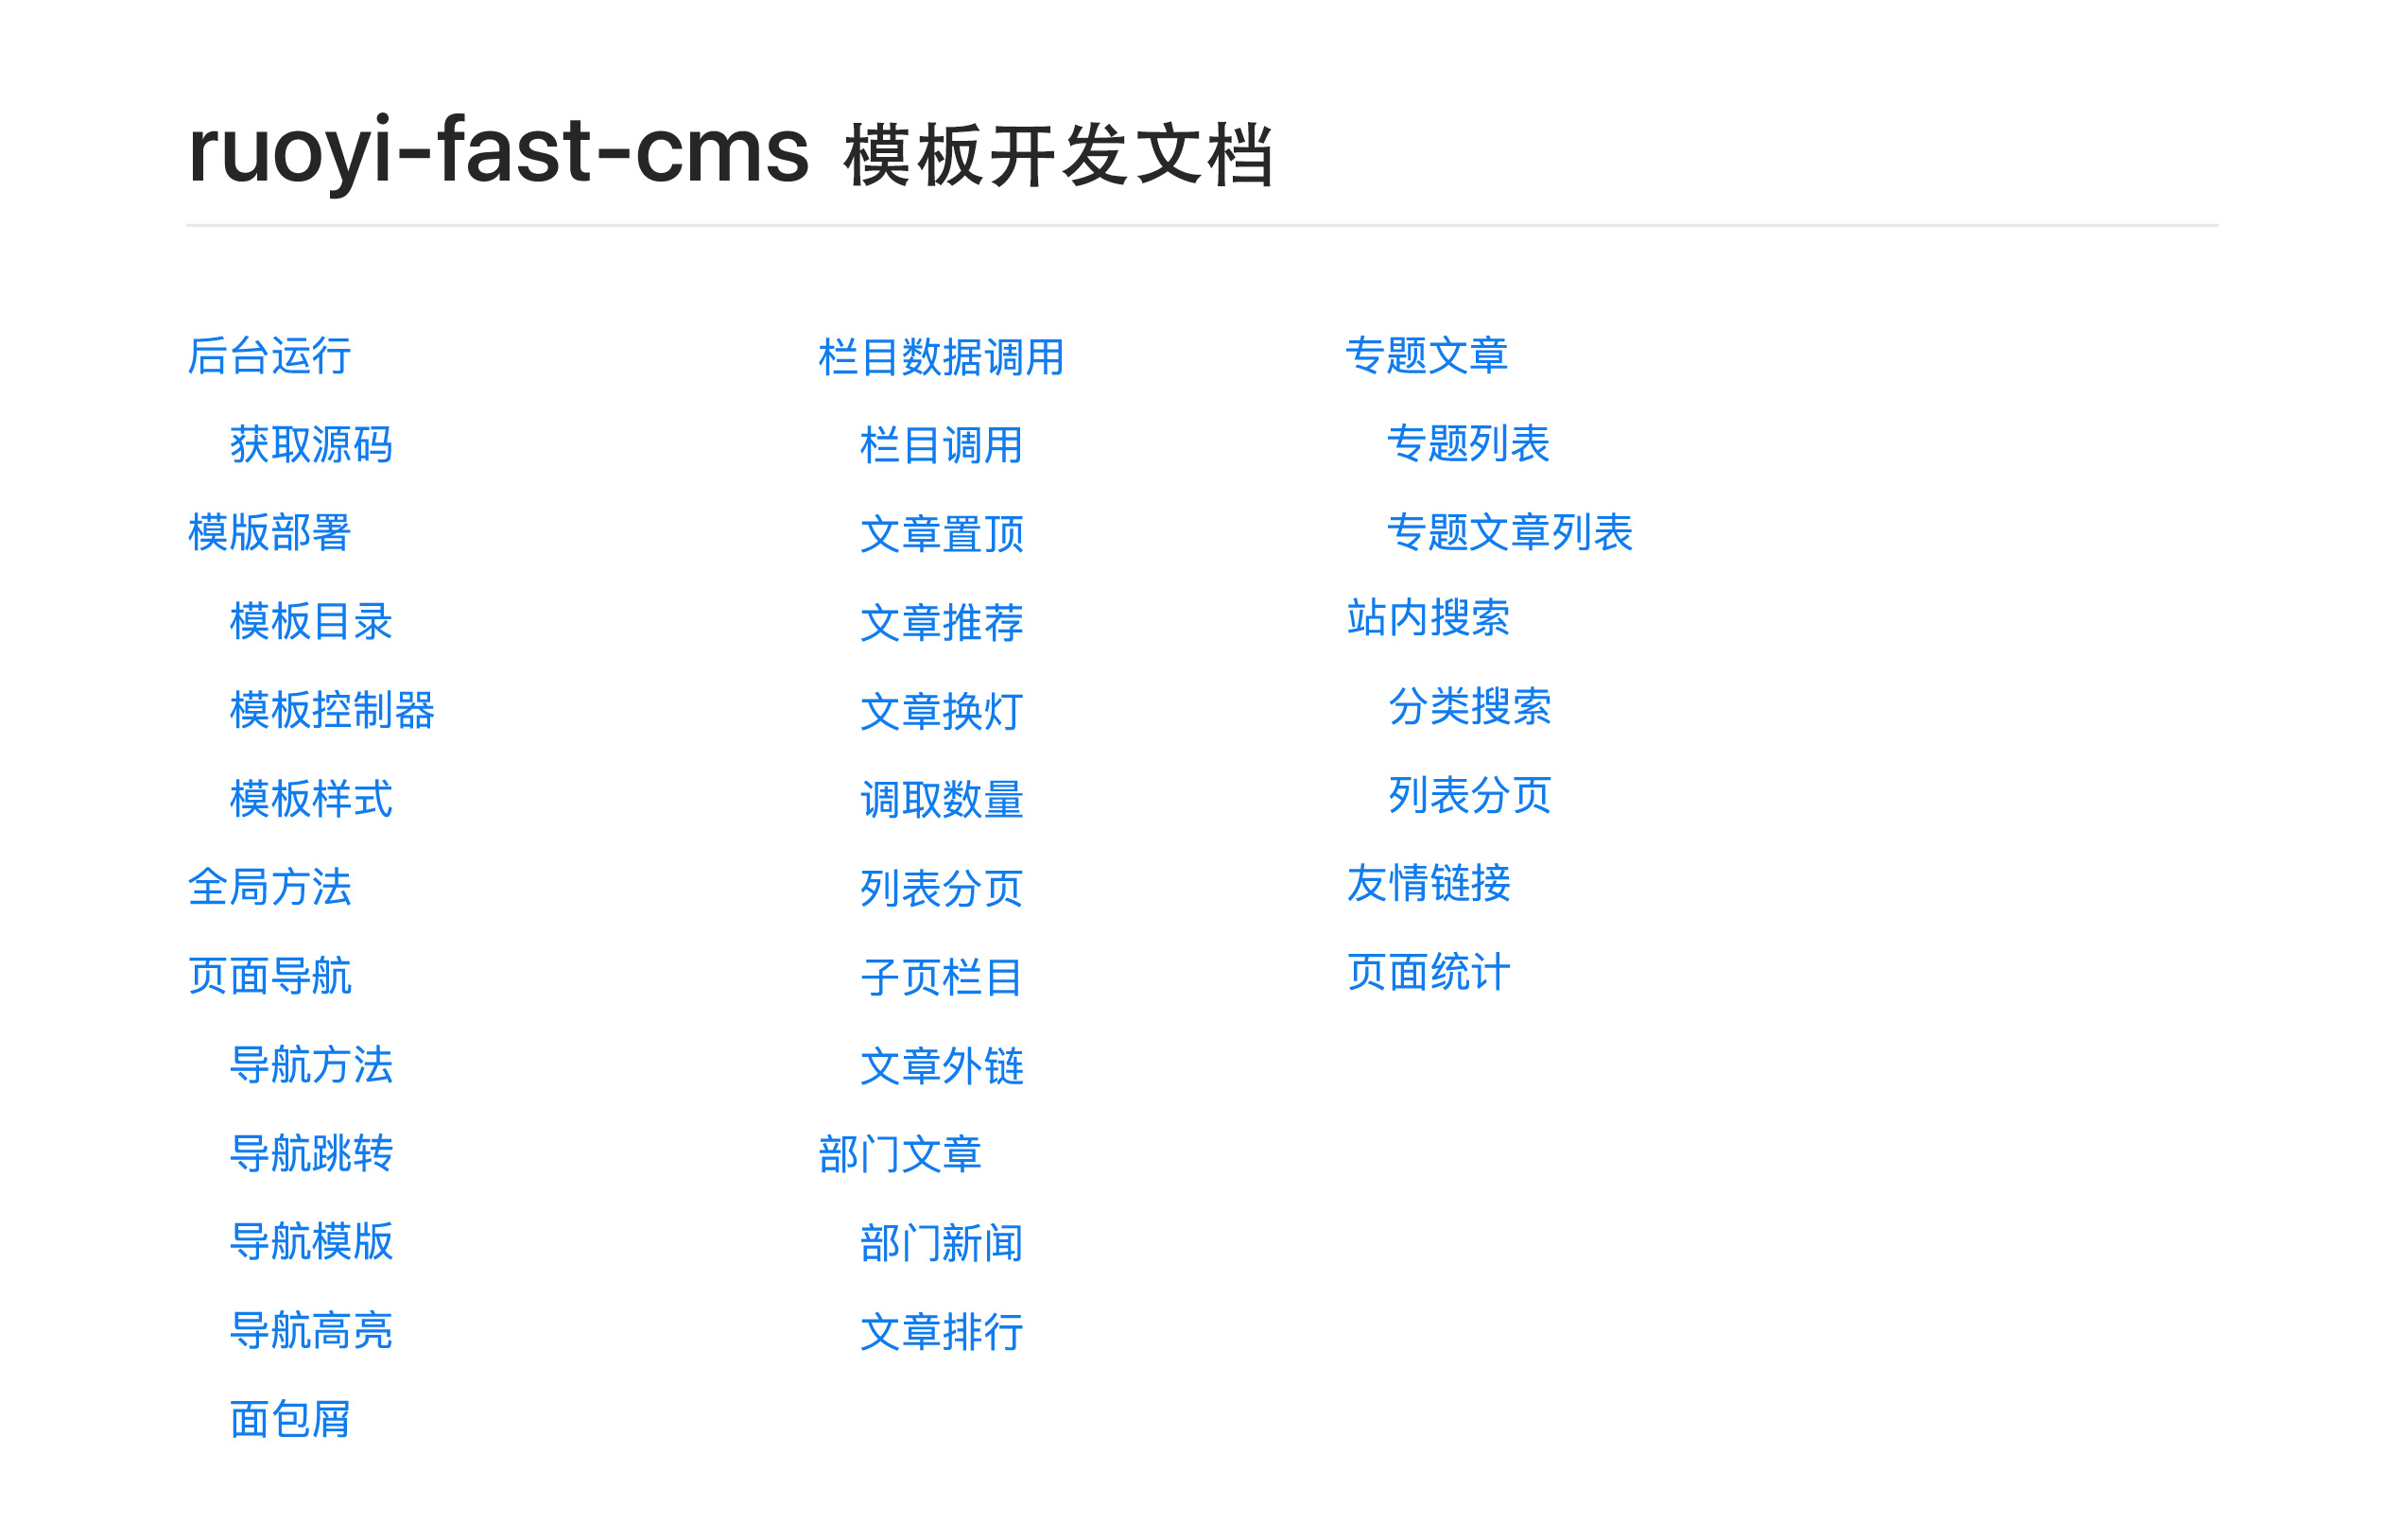 ruoyi-fast-cms 模板开发文档
后台运行
获取源码
模版部署
模板目录
模板控制器
模板样式
全局方法
页面导航
导航方法
导航跳转
导航模版
导航高亮
面包屑
栏目数据调用
栏目调用
文章置顶
文章推荐
文章换灯
调取数量
列表分页
子页栏目
文章外链
部门文章
部门新闻
文章排行
专题文章
专题列表
专题文章列表
站内搜索
分类搜索
列表分页
友情链接
页面统计